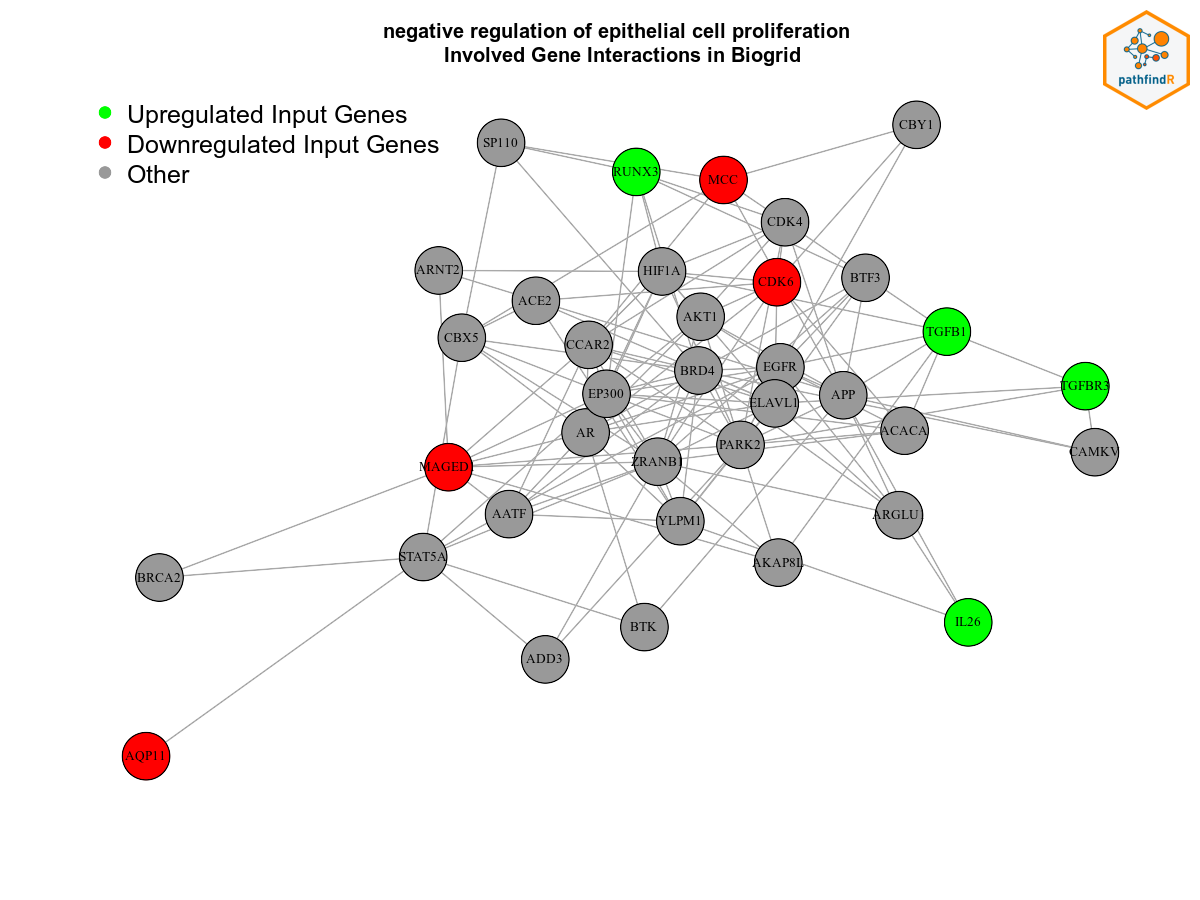 negative regulation of epithelial cell proliferation
Involved Gene Interactions in Biogrid
pathfindR
Upregulated Input Genes
Downregulated Input Genes
Other
CBY1
SP110
RUNX3
MCC
CDK4
ARNT2
HIF1A
CDK6
BTF3
ACE2
AKT1
TGFB1
CBX5
CCAR2
BRD4
EGFR
TGFBR3
EP300
APP
ELAVL1
AR
ACACA
PARK2
CAMKV
MAGED
ZRANB1
AATF
YLPM1
ARGLU
STAT5A
AKAP8L
BRCA2
IL26
BTK
ADD3
AQP11